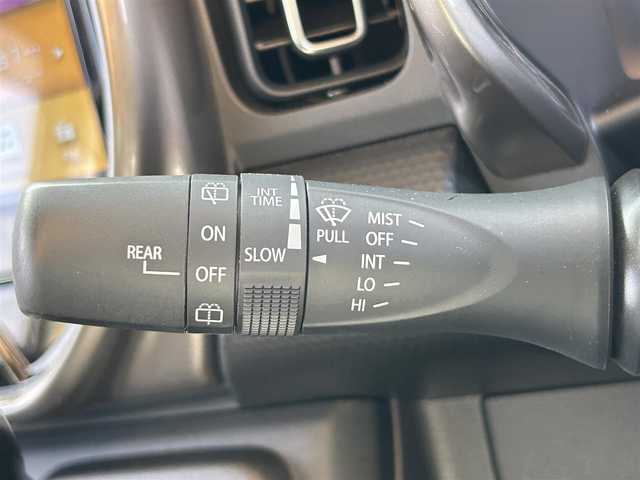 REAR
ON
OFF
INT
TIME
SLOW
PULL
MIST
OFF
INT
LO
HI